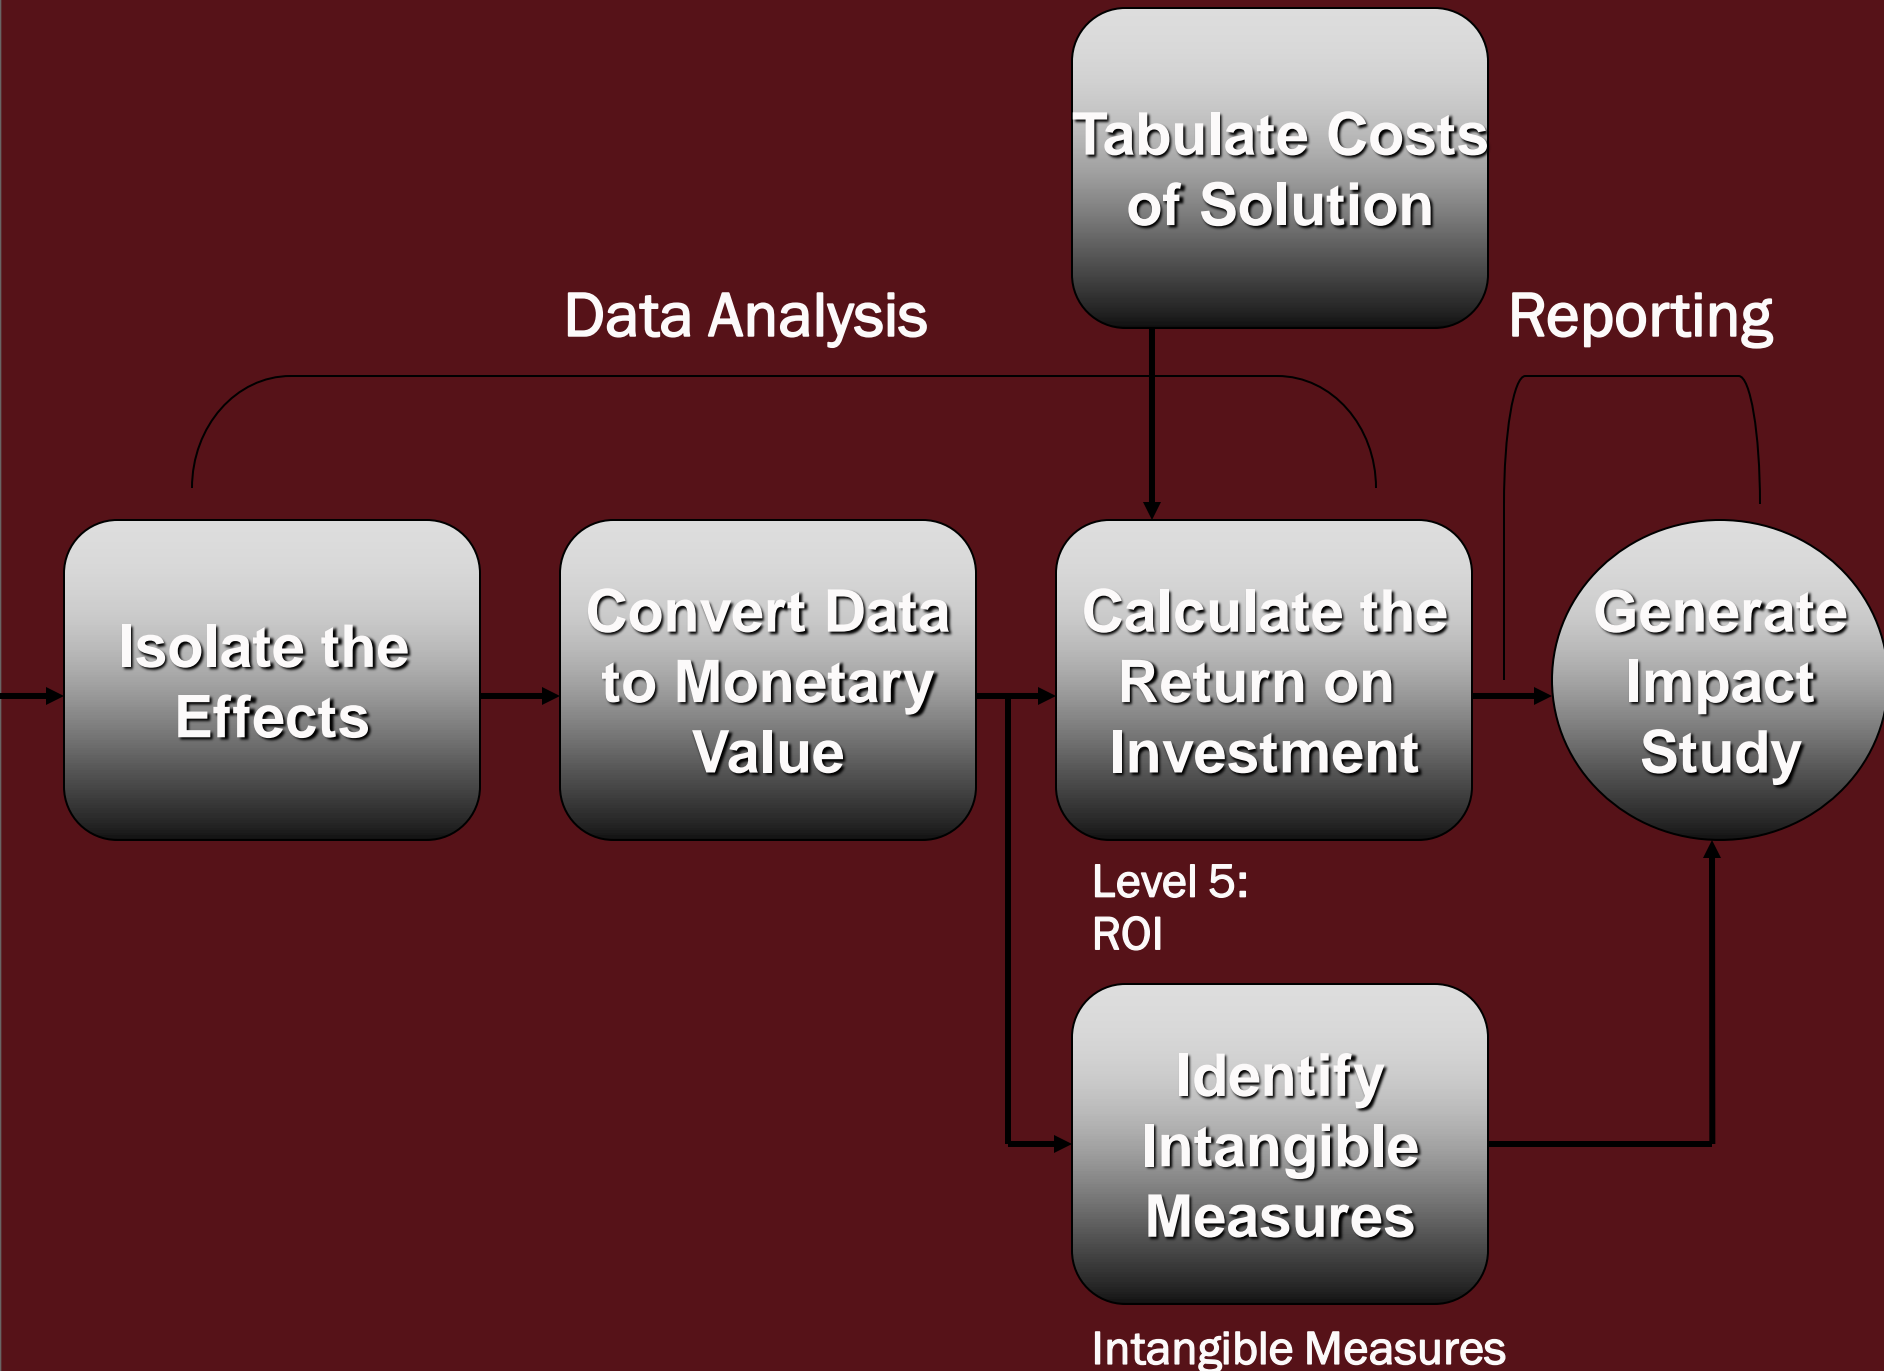 Tabulate Costs
of Solution
Data Analysis
Reporting
Isolate the
Effects
Convert Data
to Monetary
Value
Calculate the
Return on
Investment
Generate
Impact
Study
Level 5:
ROI
Identify
Intangible
Measures
Intangible Measures